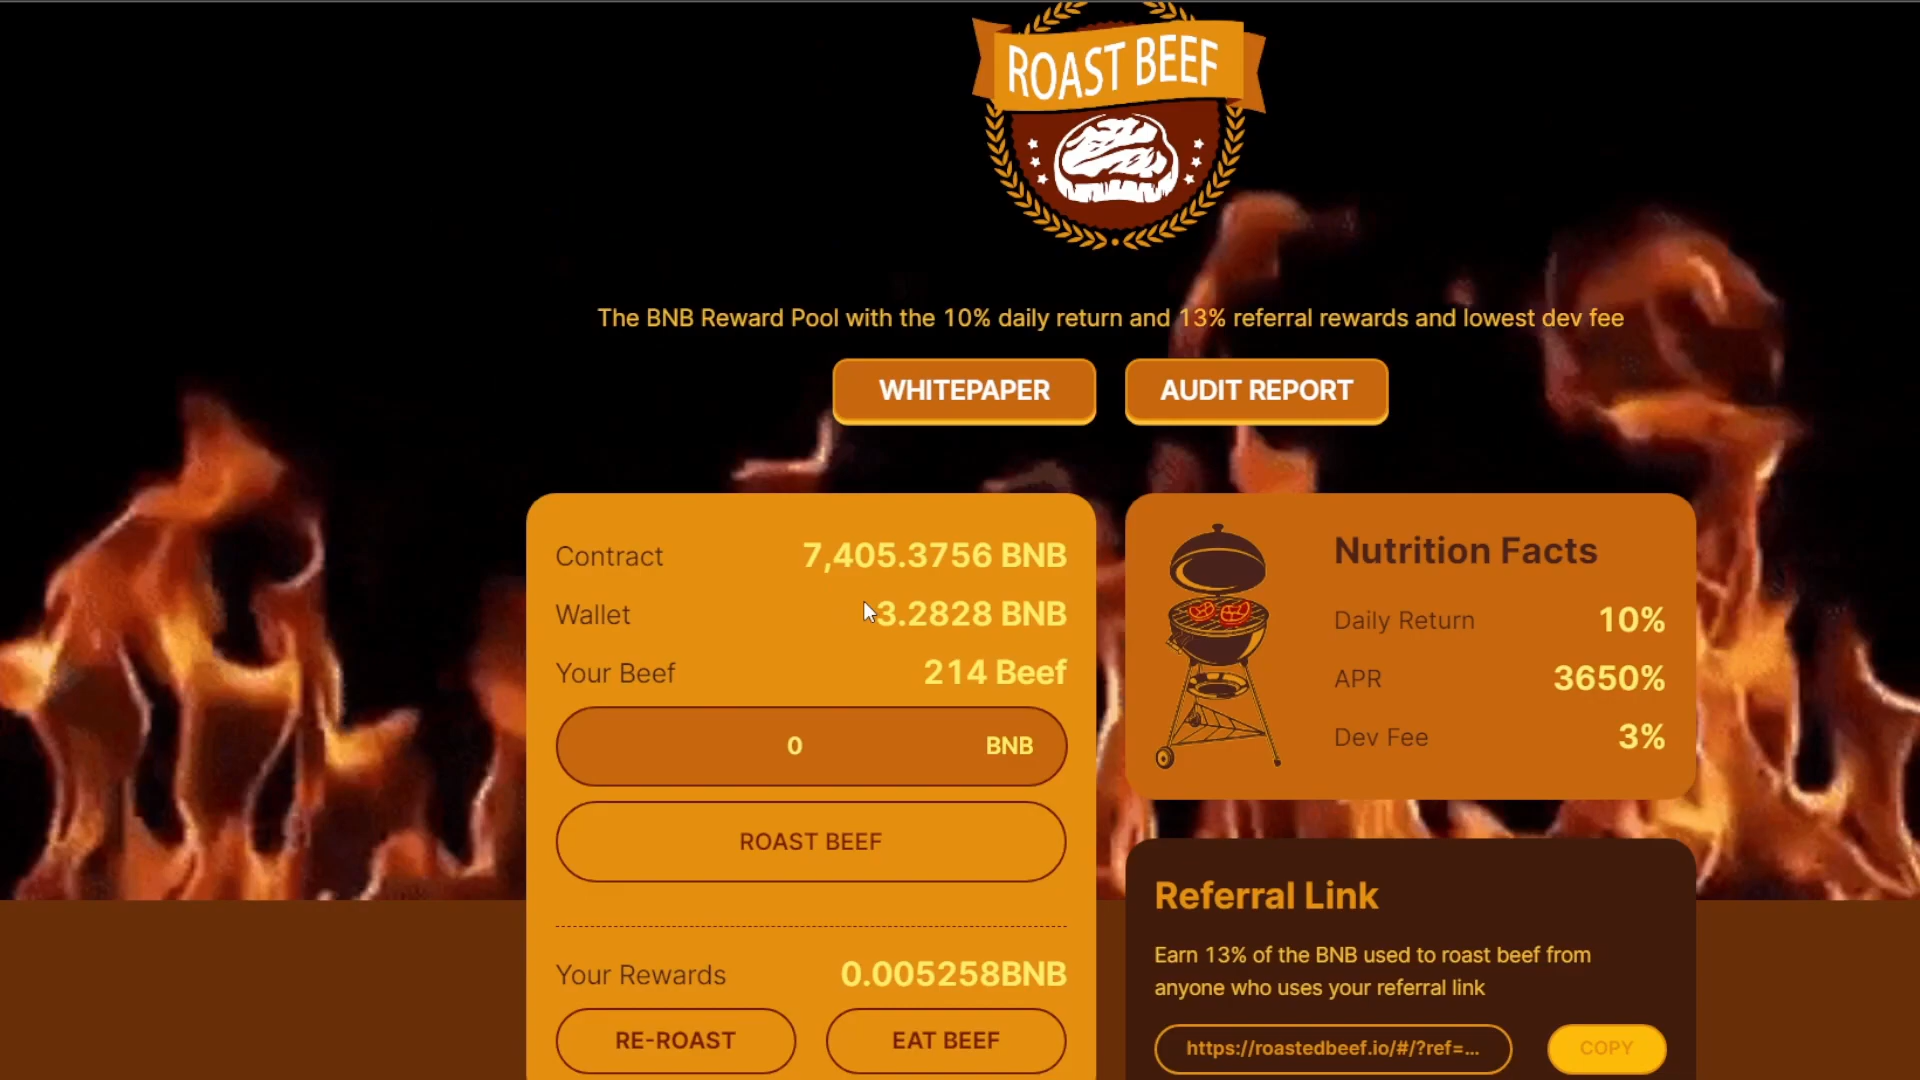 ROAST BEEF
The BNB Reward Pool with the 10% daily return and 13% referral rewards and lowest dev fee
WHITEPAPER
AUDIT REPORT
Contract 7,405.3756 BNB
Wallet 3.2828 BNB
Your Beef 214 Beef
0 BNB
ROAST BEEF
Your Rewards 0.005258BNB
RE-ROAST
EAT BEEF
Nutrition Facts
Daily Return 10%
APR 3650%
Dev Fee 3%
Referral Link
Earn 13% of the BNB used to roast beef from
anyone who uses your referral link
https://roastedbeef.io/#/?ref=...
COPY